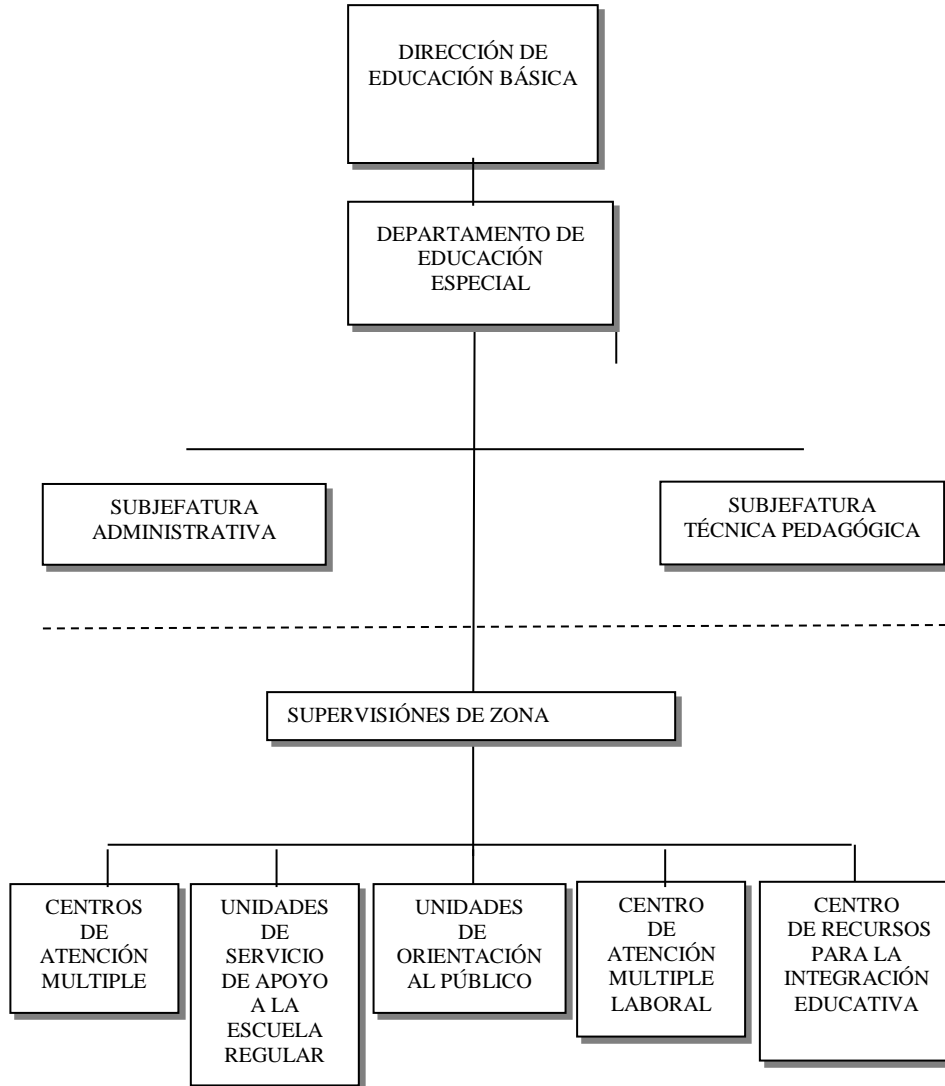 DIRECCIÓN DE
EDUCACIÓN BÁSICA
DEPARTAMENTO DE
EDUCACIÓN
ESPECIAL
SUBJEFATURA
ADMINISTRATIVA
SUBJEFATURA
TÉCNICA PEDAGÓGICA
SUPERVISIÓNES DE ZONA
CENTROS
DE
ATENCIÓN
MULTIPLE
UNIDADES
DE
SERVICIO
DE APOYO
A LA
ESCUELA
REGULAR
UNIDADES
DE
ORIENTACIÓN
AL PÚBLICO
CENTRO
DE
ATENCIÓN
MULTIPLE
LABORAL
CENTRO
DE RECURSOS
PARA LA
INTEGRACIÓN
EDUCATIVA